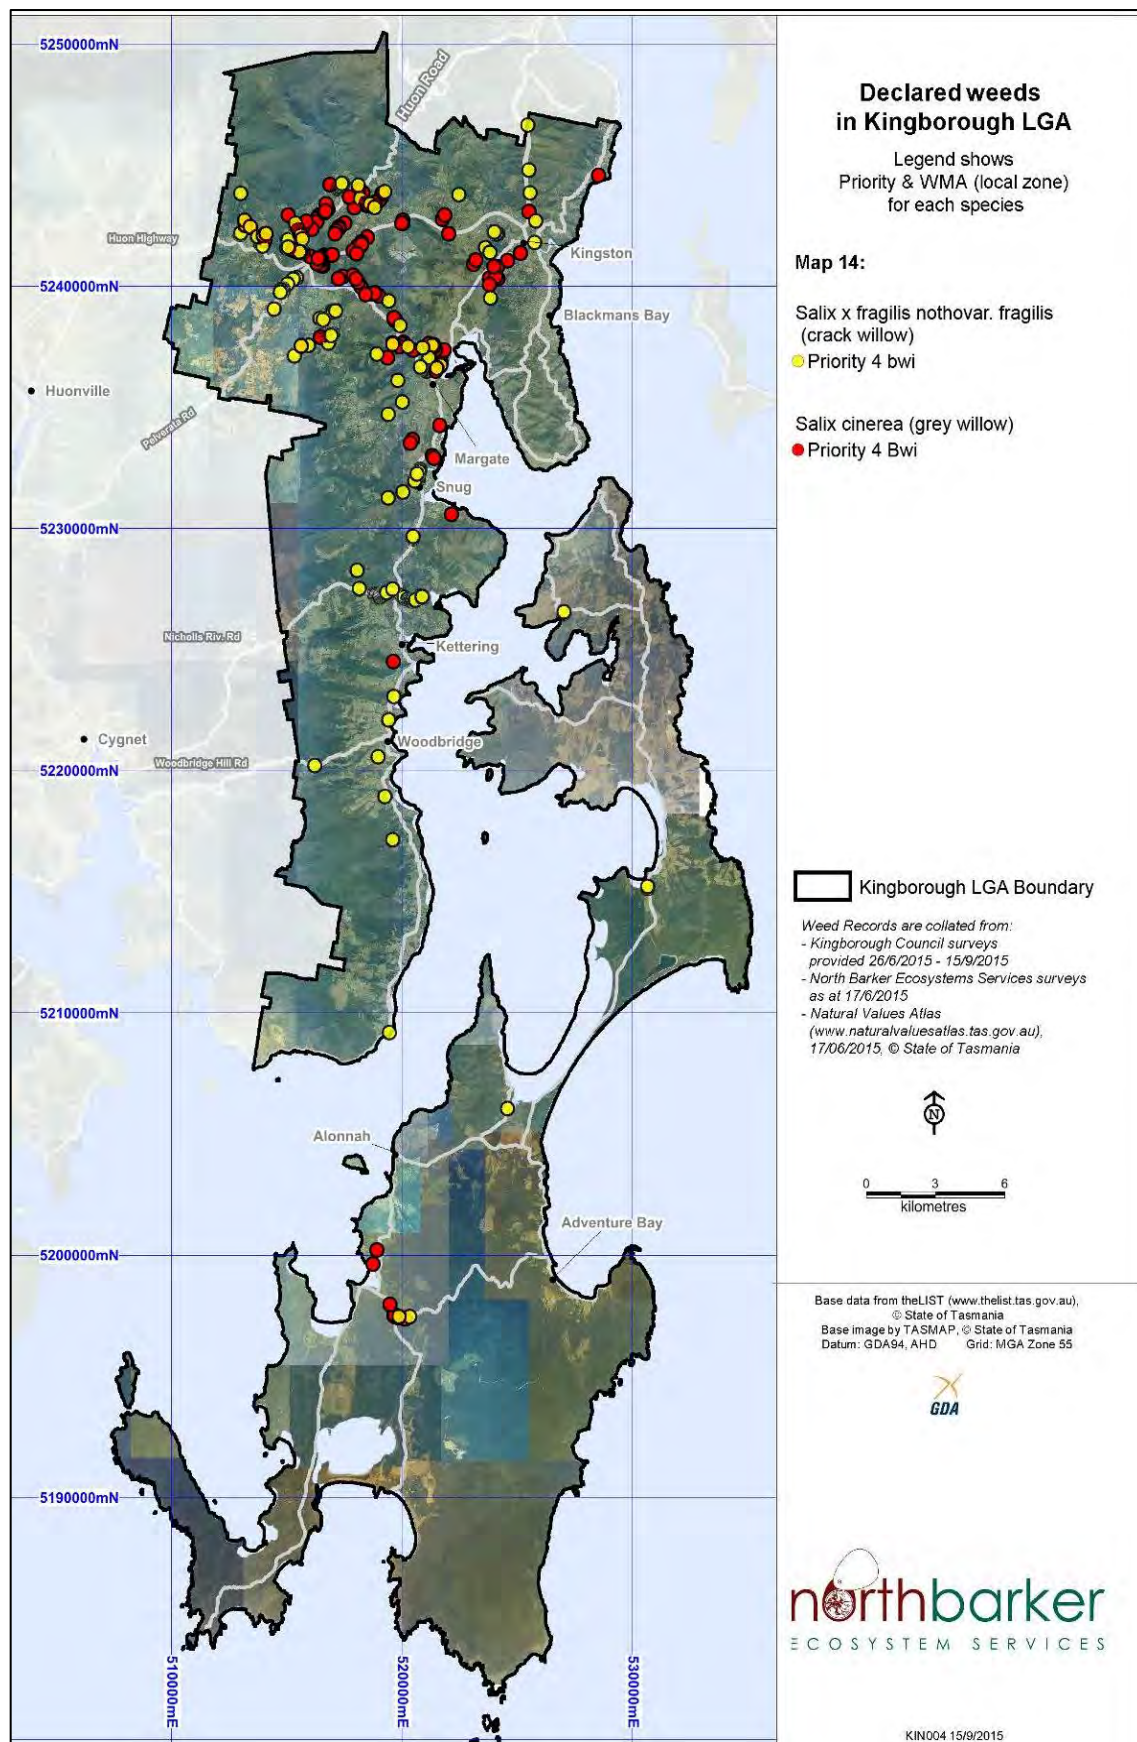 5250000mN
Huon Road
Huon Highway
Kingston
5240000mN
Blackmans Bay
Huonville
Pelverata Rd
Margate
Snug
5230000mN
Nicholls Riv. Rd
Kettering
Cygnet
Woodbridge
Woodbridge Hill Rd
5220000mN
5210000mN
Alonnah
Adventure Bay
5200000mN
5190000mN
510000mE
520000mE
530000mE
Declared weeds
in Kingborough LGA
Legend shows
Priority & WMA (local zone)
for each species
Map 14:
Salix x fragilis nothovar. fragilis
(crack willow)
Priority 4 bwi
Salix cinerea (grey willow)
Priority 4 Bwi
Kingborough LGA Boundary
Weed Records are collated from:
- Kingborough Council surveys
provided 26/6/2015 - 15/9/2015
- North Barker Ecosystems Services surveys
as at 17/6/2015
- Natural Values Atlas
(www.naturalvaluesatlas.tas.gov.au),
17/06/2015, © State of Tasmania
N
0 3 6
kilometres
Base data from theLIST (www.thelist.tas.gov.au),
© State of Tasmania
Base image by TASMAP, © State of Tasmania
Datum: GDA94, AHD Grid: MGA Zone 55
GDA
northbarker
ECOSYSTEM SERVICES
KIN004 15/9/2015